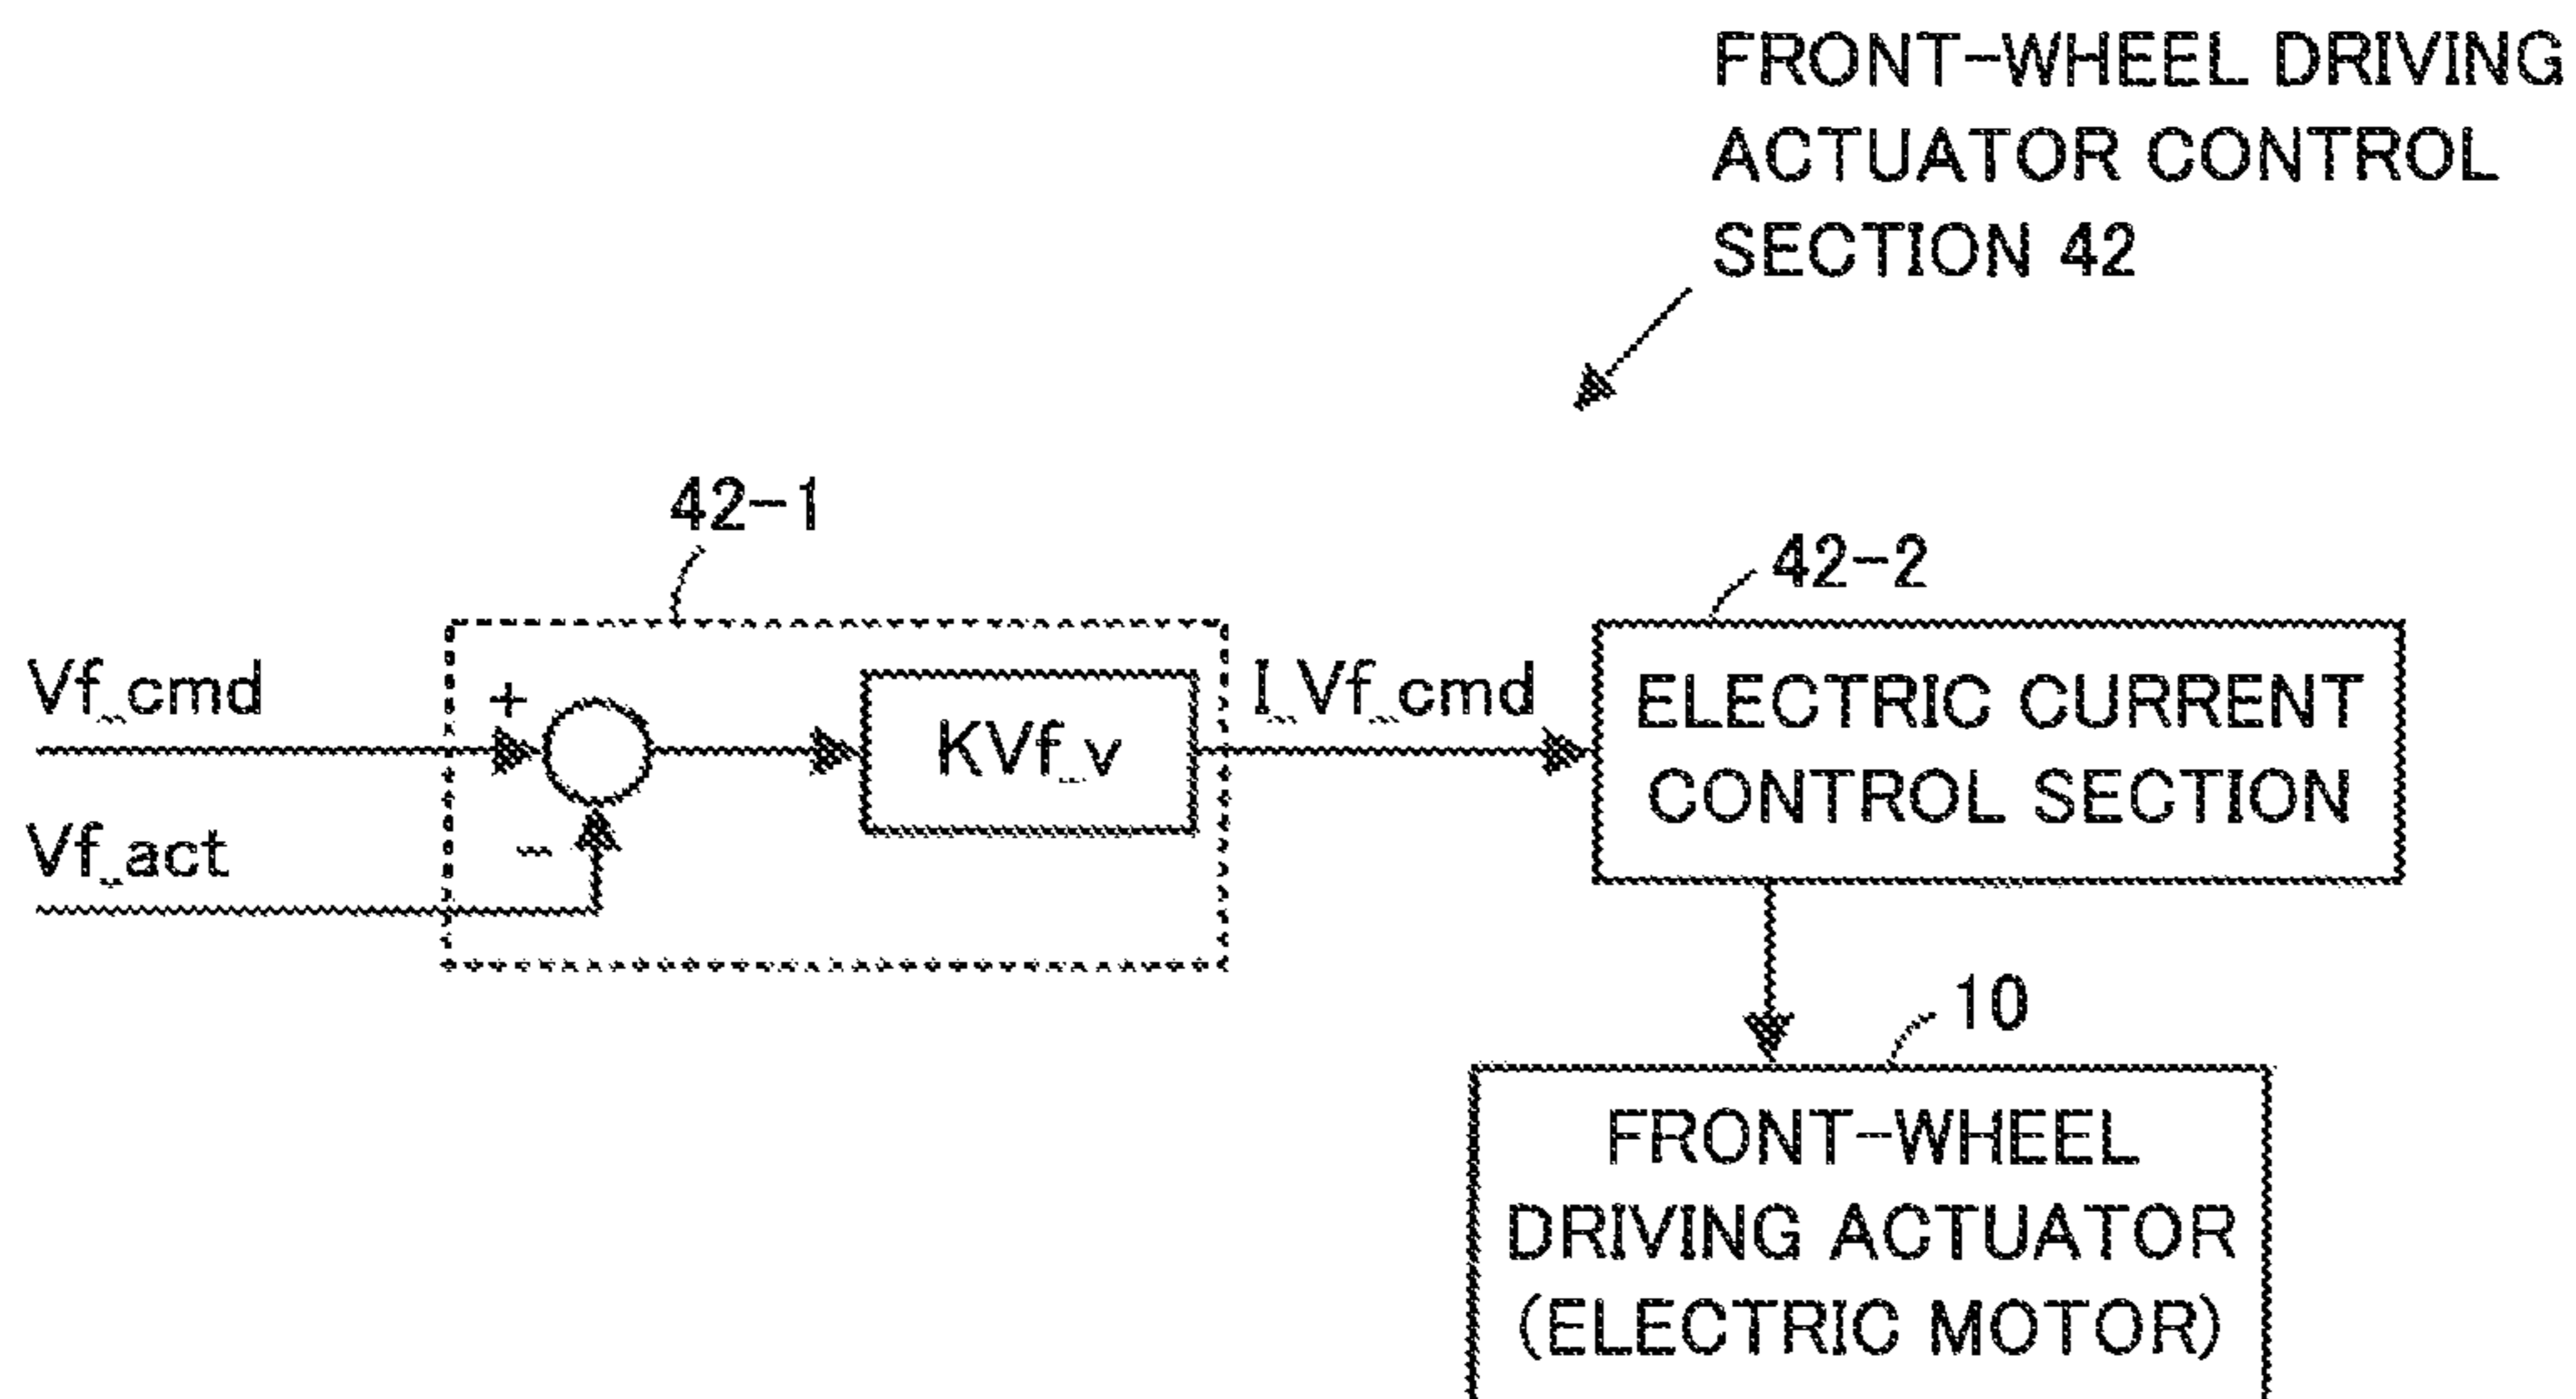 FRONT-WHEEL DRIVING
ACTUATOR CONTROL
SECTION 42
42-1
42-2
Vf_cmd
+
KVf_v
I_Vf_cmd
ELECTRIC CURRENT
CONTROL SECTION
Vf_act
-
10
FRONT-WHEEL
DRIVING ACTUATOR
(ELECTRIC MOTOR)